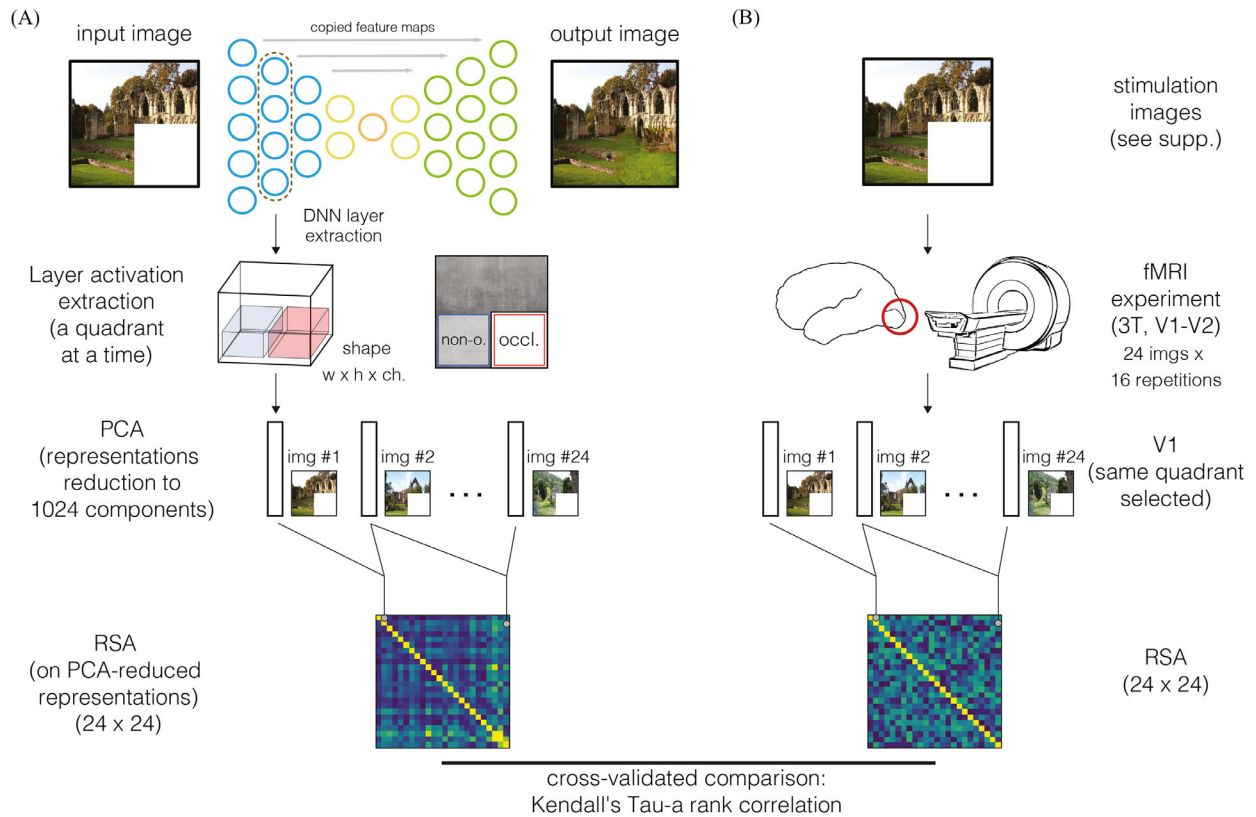 (A)
input image
copied feature maps
output image
DNN layer
extraction
Layer activation
extraction
(a quadrant
at a time)
shape
w x h x ch.
non-o.
occl.
PCA
(representations
reduction to
1024 components)
img #1
img #2
...
img #24
RSA
(on PCA-reduced
representations)
(24 x 24)
(B)
stimulation
images
(see supp.)
fMRI
experiment
(3T, V1-V2)
24 imgs x
16 repetitions
img #1
img #2
...
img #24
V1
(same quadrant
selected)
RSA
(24 x 24)
cross-validated comparison:
Kendall's Tau-a rank correlation